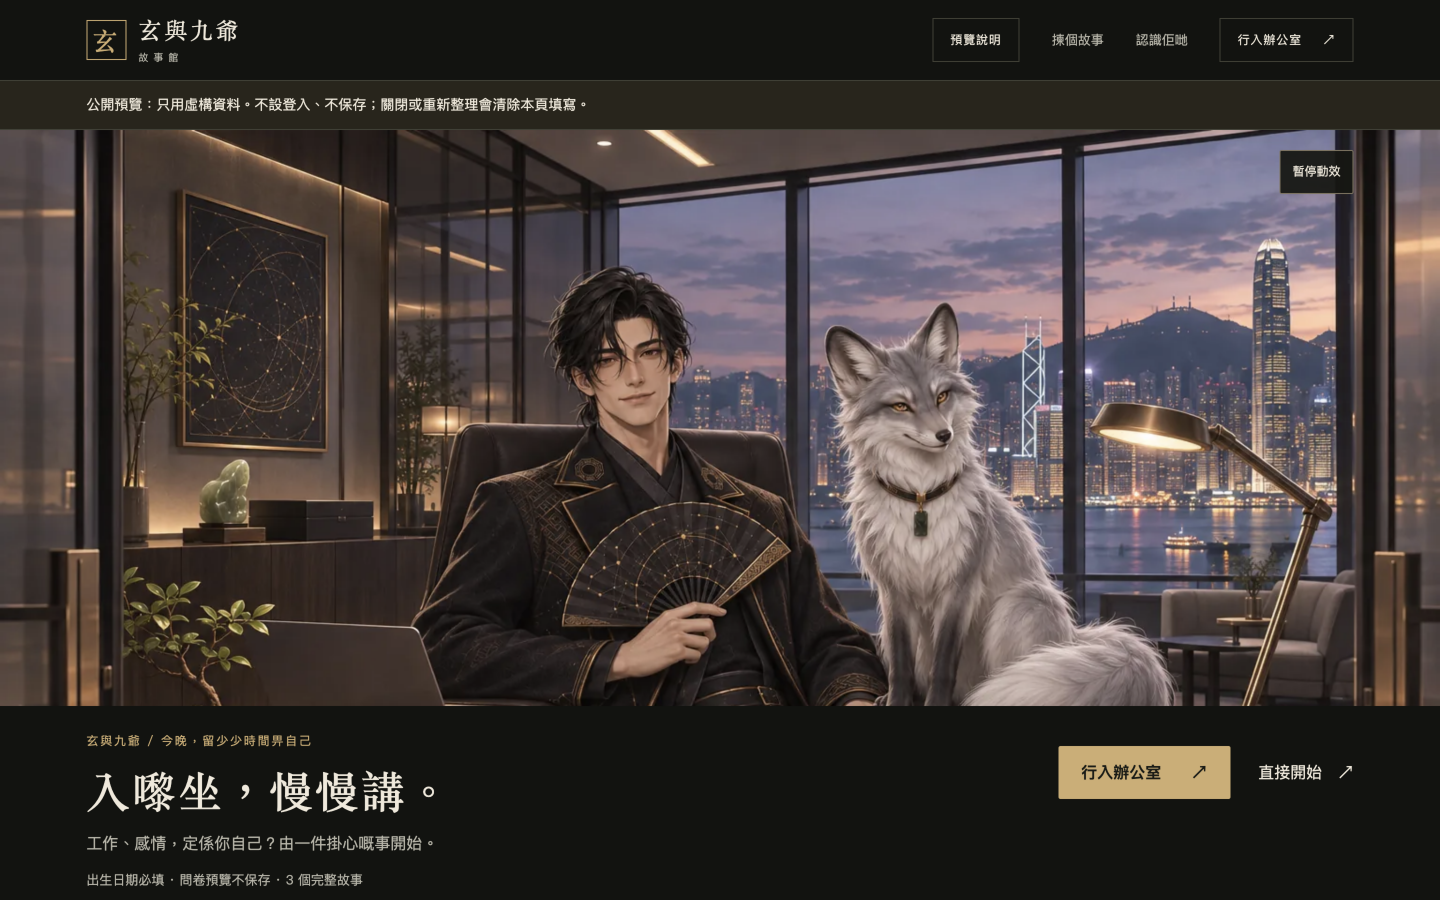 玄
玄與九爺
故事館
預覽說明
揀個故事
認識佢哋
行入辦公室 ↗
公開預覽：只用虛構資料。不設登入、不保存；關閉或重新整理會清除本頁填寫。
暫停動效
玄與九爺 / 今晚，留少少時間畀自己
入嚟坐，慢慢講。
工作、感情，定係你自己？由一件掛心嘅事開始。
出生日期必填 · 問卷預覽不保存 · 3 個完整故事
行入辦公室 ↗
直接開始 ↗